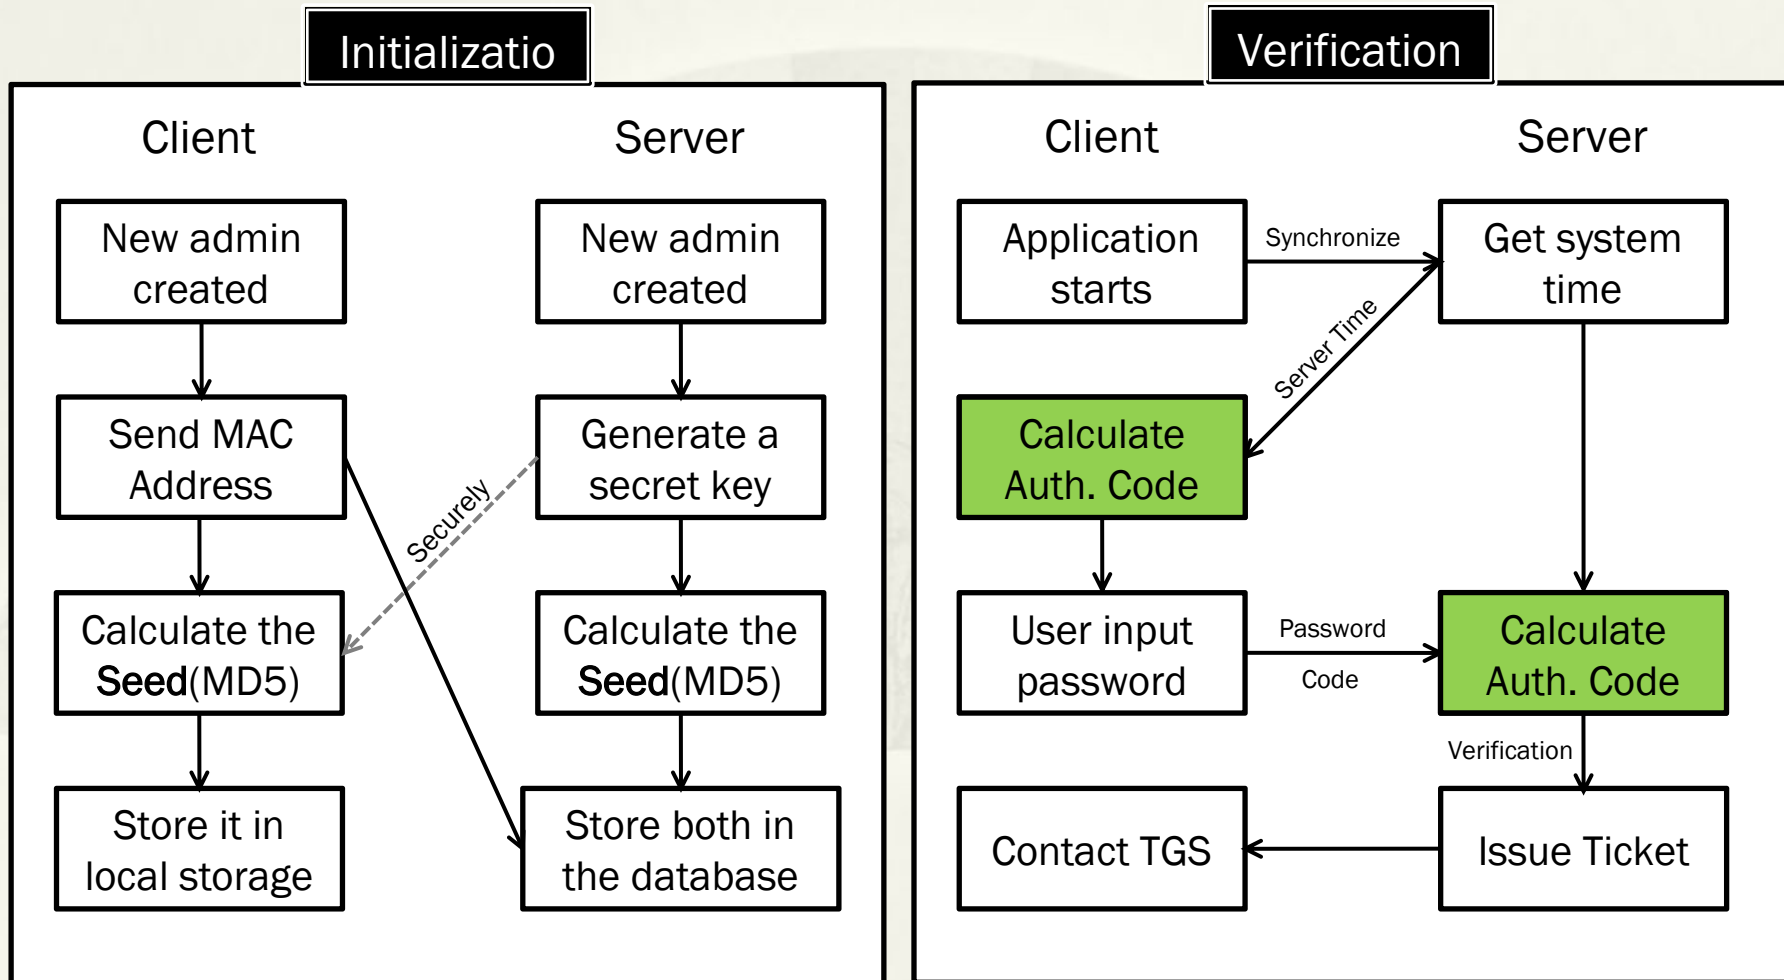 Initializatio
Client
Server
New admin
created
New admin
created
Send MAC
Address
Generate a
secret key
Securely
Calculate the
Seed(MD5)
Calculate the
Seed(MD5)
Store it in
local storage
Store both in
the database
Verification
Client
Server
Application
starts
Synchronize
Get system
time
Server Time
Calculate
Auth. Code
User input
password
Password
Code
Calculate
Auth. Code
Verification
Contact TGS
Issue Ticket